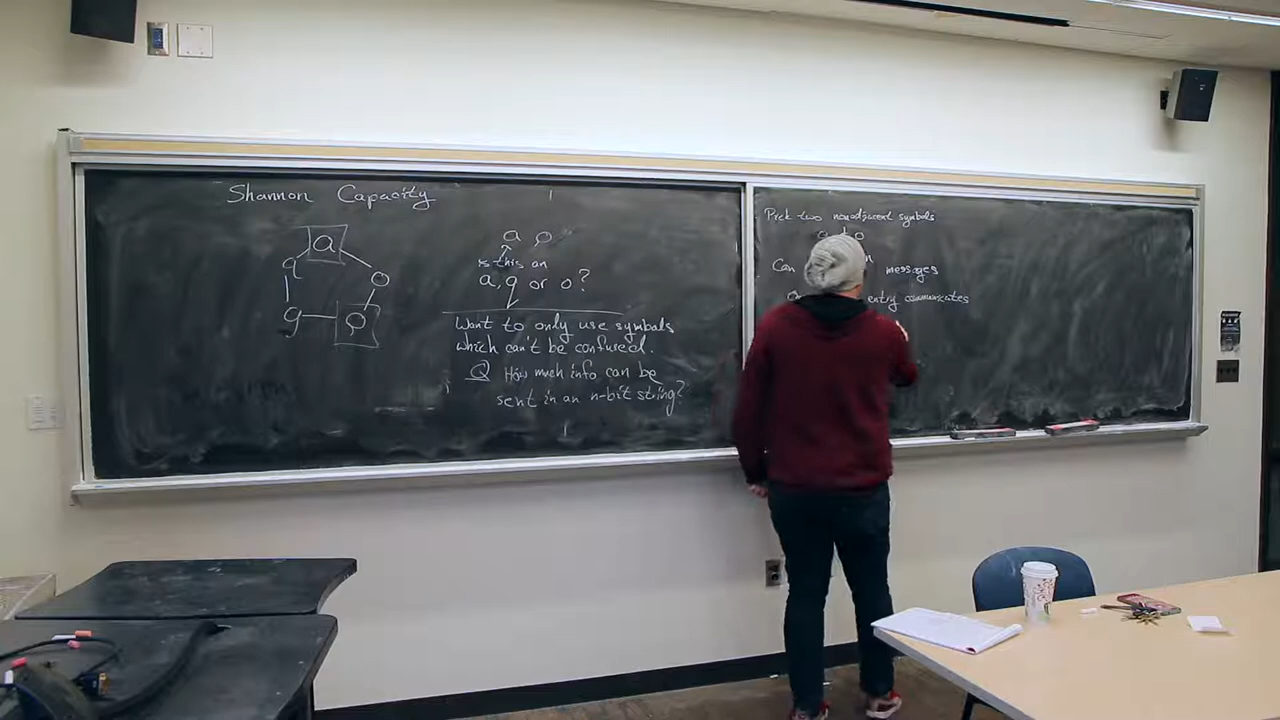 Shannon Capacity
a
q
o
g
ø
a ø
is this an
a, q or o?
Want to only use symbols
which can't be confused.
Q How much info can be
sent in an n-bit string?
Pick two nonadjacent symbols
Can messages
entry communicates